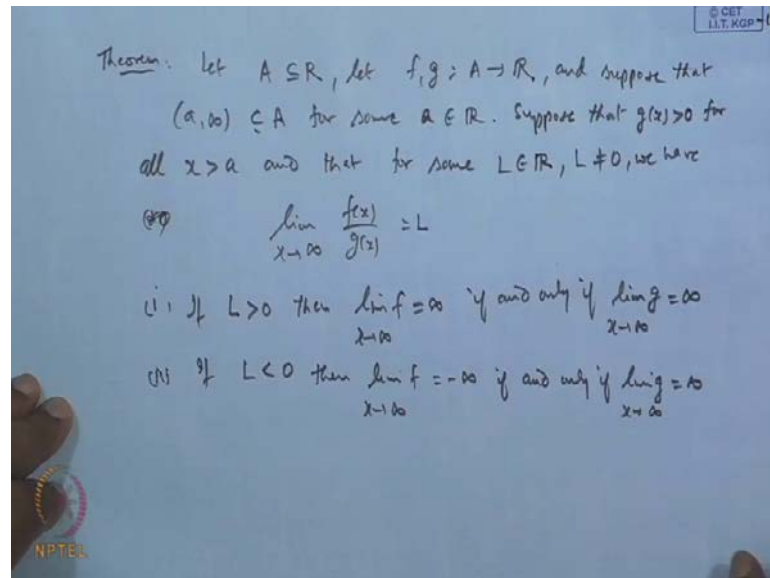 © CET
I.I.T. KGP
Theorem: Let A ⊆ R, let f, g : A → R, and suppose that
(a, ∞) ⊆ A for some a ∈ R. Suppose that g(x) > 0 for
all x > a and that for some L ∈ R, L ≠ 0, we have
lim f(x)/g(x) = L
x→∞
(i) If L > 0 then lim f = ∞ if and only if lim g = ∞
x→∞ x→∞
(ii) If L < 0 then lim f = -∞ if and only if lim g = ∞
x→∞ x→∞
NPTEL